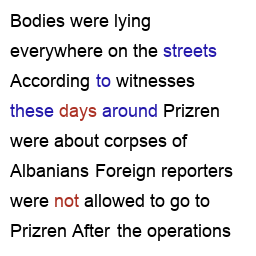 Bodies were lying
everywhere on the streets
According to witnesses
these days around Prizren
were about corpses of
Albanians Foreign reporters
were not allowed to go to
Prizren After the operations